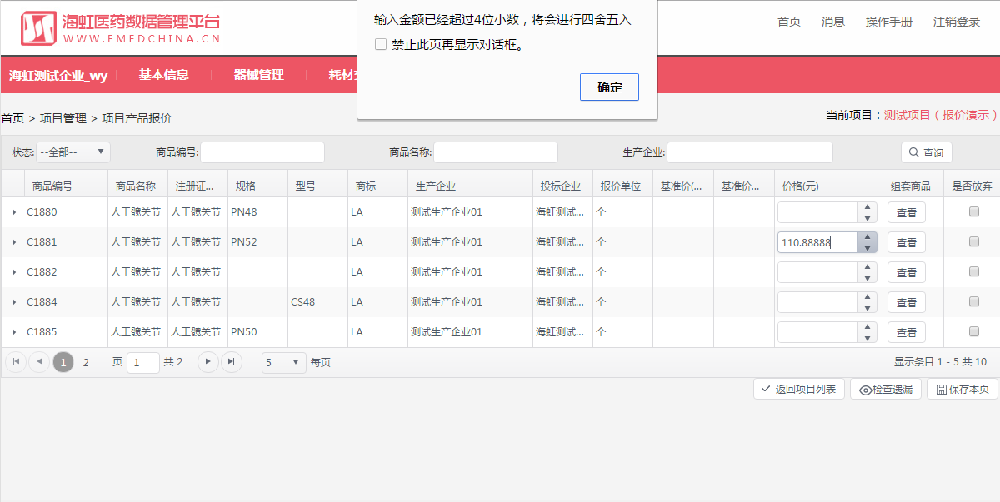 海虹医药数据管理平台
WWW.EMEDCHINA.CN
输入金额已经超过4位小数，将会进行四舍五入
禁止此页再显示对话框。
确定
首页 消息 操作手册 注销登录
海虹测试企业_wy 基本信息 器械管理 耗材
首页 > 项目管理 > 项目产品报价
当前项目：测试项目（报价演示）
状态: --全部-- 商品编号: 商品名称: 生产企业: 查询
商品编号 商品名称 注册证... 规格 型号 商标 生产企业 投标企业 报价单位 基准价(... 基准价... 价格(元) 组套商品 是否放弃
C1880 人工髋关节 人工髋关节 PN48 LA 测试生产企业01 海虹测试... 个 查看
C1881 人工髋关节 人工髋关节 PN52 LA 测试生产企业01 海虹测试... 个 110.88888 查看
C1882 人工髋关节 人工髋关节 LA 测试生产企业01 海虹测试... 个 查看
C1884 人工髋关节 人工髋关节 CS48 LA 测试生产企业01 海虹测试... 个 查看
C1885 人工髋关节 人工髋关节 PN50 LA 测试生产企业01 海虹测试... 个 查看
1 2 页 1 共 2 5 每页 显示条目 1 - 5 共 10
返回项目列表 检查遗漏 保存本页